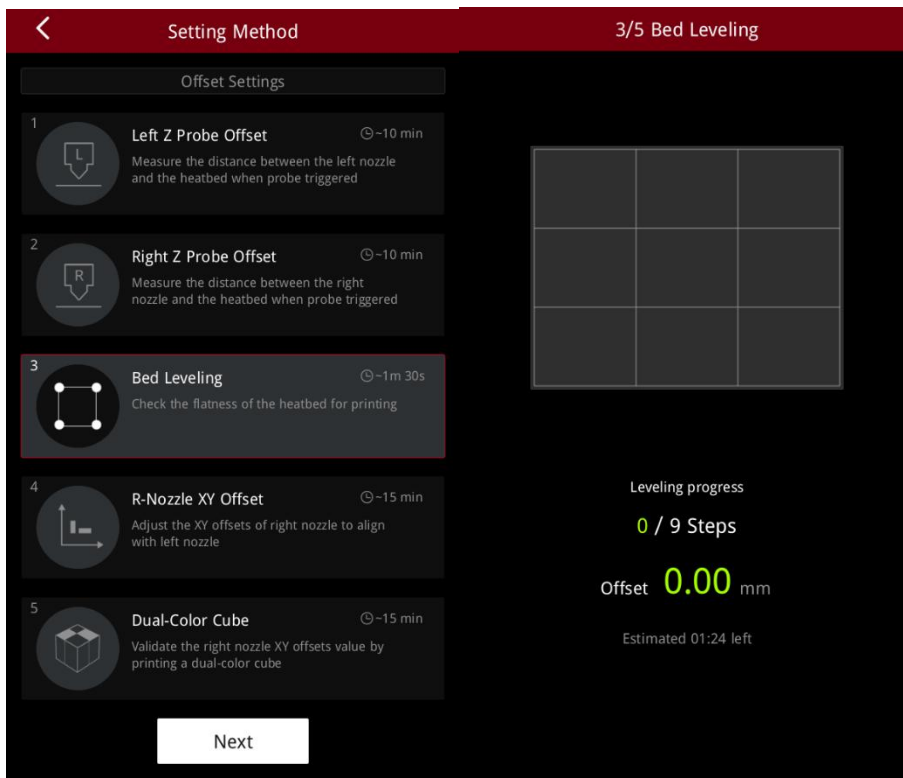 Setting Method
Offset Settings
1
Left Z Probe Offset
~10 min
Measure the distance between the left nozzle
and the heatbed when probe triggered
L
2
Right Z Probe Offset
~10 min
Measure the distance between the right
nozzle and the heatbed when probe triggered
R
3
Bed Leveling
~1m 30s
Check the flatness of the heatbed for printing
4
R-Nozzle XY Offset
~15 min
Adjust the XY offsets of right nozzle to align
with left nozzle
5
Dual-Color Cube
~15 min
Validate the right nozzle XY offsets value by
printing a dual-color cube
Next
3/5 Bed Leveling
Leveling progress
0 / 9 Steps
Offset 0.00 mm
Estimated 01:24 left